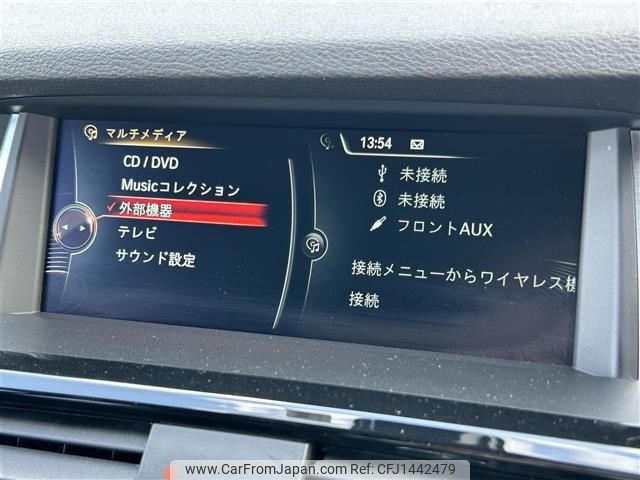 マルチメディア
CD / DVD
Musicコレクション
外部機器
テレビ
サウンド設定
13:54
未接続
未接続
フロントAUX
接続メニューからワイヤレス機
接続
www.CarFromJapan.com CFJ1442479